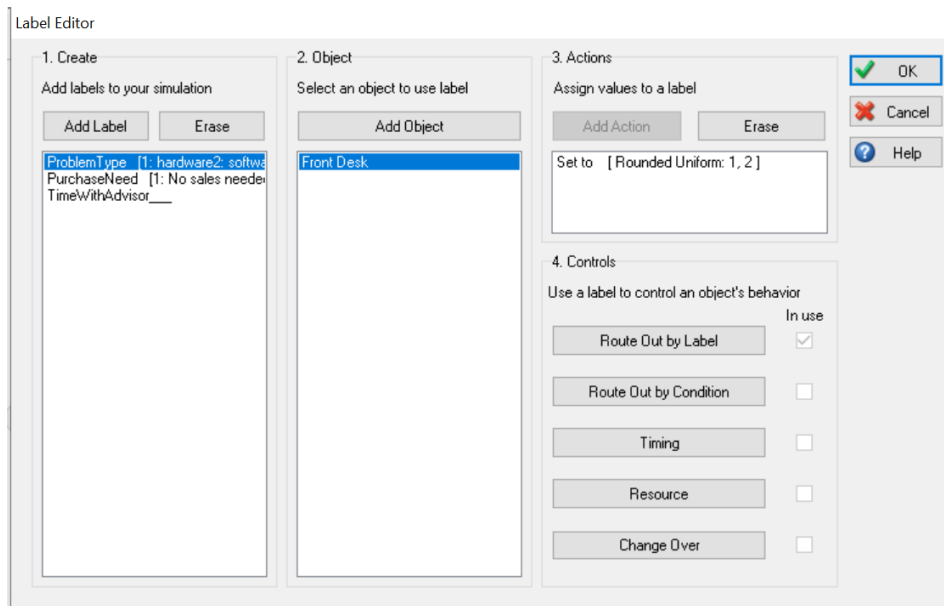 Label Editor
1. Create
Add labels to your simulation
Add Label
Erase
ProblemType [1: hardware2: softwa
PurchaseNeed [1: No sales neede
TimeWithAdvisor___
2. Object
Select an object to use label
Add Object
Front Desk
3. Actions
Assign values to a label
Add Action
Erase
Set to [ Rounded Uniform: 1, 2 ]
4. Controls
Use a label to control an object's behavior
In use
Route Out by Label
Route Out by Condition
Timing
Resource
Change Over
OK
Cancel
Help